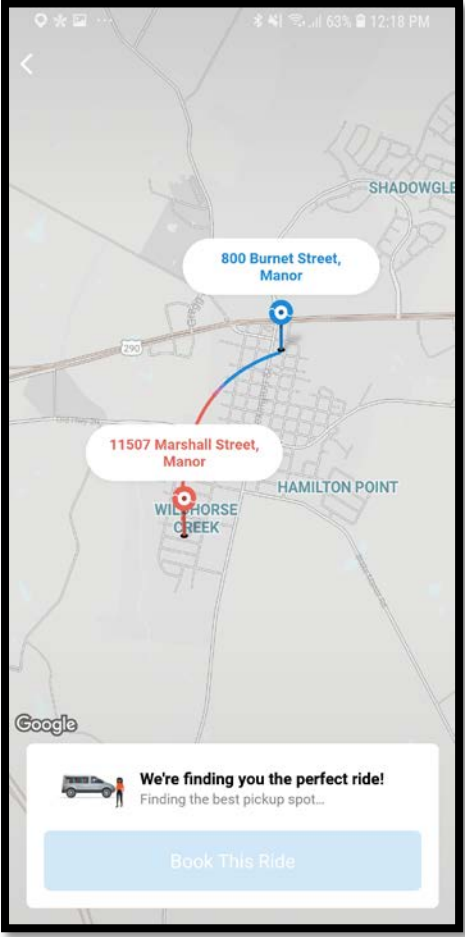 63% 12:18 PM
SHADOWGLE
800 Burnet Street,
Manor
290
11507 Marshall Street,
Manor
HAMILTON POINT
WILDHORSE
CREEK
Google
We're finding you the perfect ride!
Finding the best pickup spot...
Book This Ride